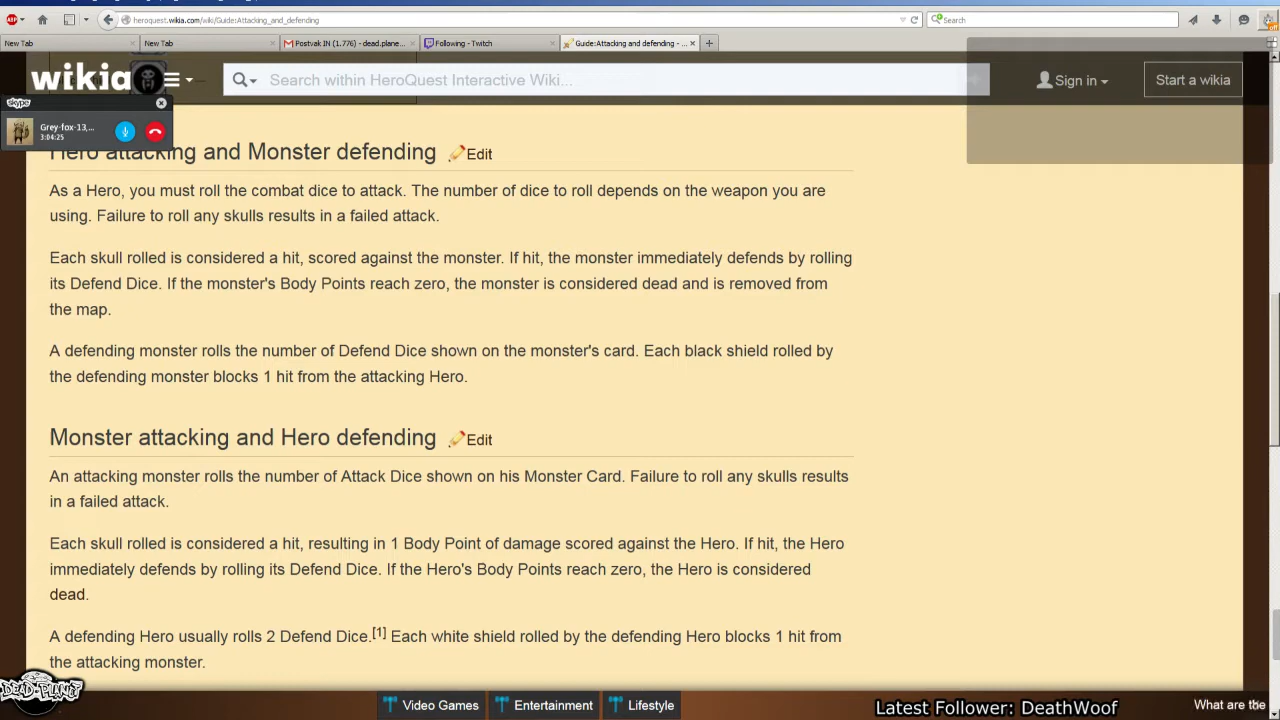 heroquest.wikia.com/wiki/Guide:Attacking_and_defending
Search
off
New Tab
New Tab
Postvak IN (1.776) - dead.plane...
Following - Twitch
Guide:Attacking and defending - ...
wikia
Search within HeroQuest Interactive Wiki...
Sign in
Start a wikia
skype
Grey-fox-13,...
3:04:25
Hero attacking and Monster defending
Edit
As a Hero, you must roll the combat dice to attack. The number of dice to roll depends on the weapon you are
using. Failure to roll any skulls results in a failed attack.
Each skull rolled is considered a hit, scored against the monster. If hit, the monster immediately defends by rolling
its Defend Dice. If the monster's Body Points reach zero, the monster is considered dead and is removed from
the map.
A defending monster rolls the number of Defend Dice shown on the monster's card. Each black shield rolled by
the defending monster blocks 1 hit from the attacking Hero.
Monster attacking and Hero defending
Edit
An attacking monster rolls the number of Attack Dice shown on his Monster Card. Failure to roll any skulls results
in a failed attack.
Each skull rolled is considered a hit, resulting in 1 Body Point of damage scored against the Hero. If hit, the Hero
immediately defends by rolling its Defend Dice. If the Hero's Body Points reach zero, the Hero is considered
dead.
A defending Hero usually rolls 2 Defend Dice.[1] Each white shield rolled by the defending Hero blocks 1 hit from
the attacking monster.
DEAD-PLANET
Video Games
Entertainment
Lifestyle
Latest Follower: DeathWoof
What are the